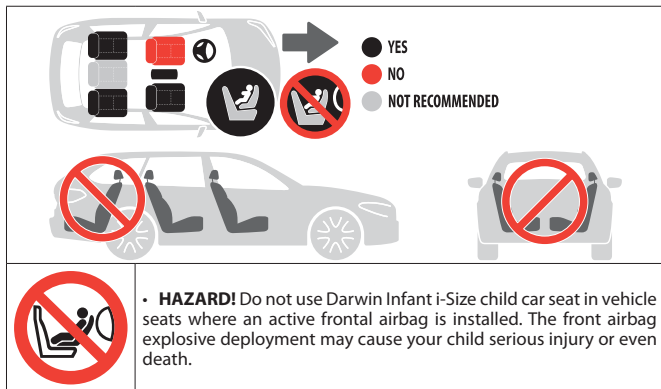 YES
NO
NOT RECOMMENDED
• HAZARD! Do not use Darwin Infant i-Size child car seat in vehicle
seats where an active frontal airbag is installed. The front airbag
explosive deployment may cause your child serious injury or even
death.